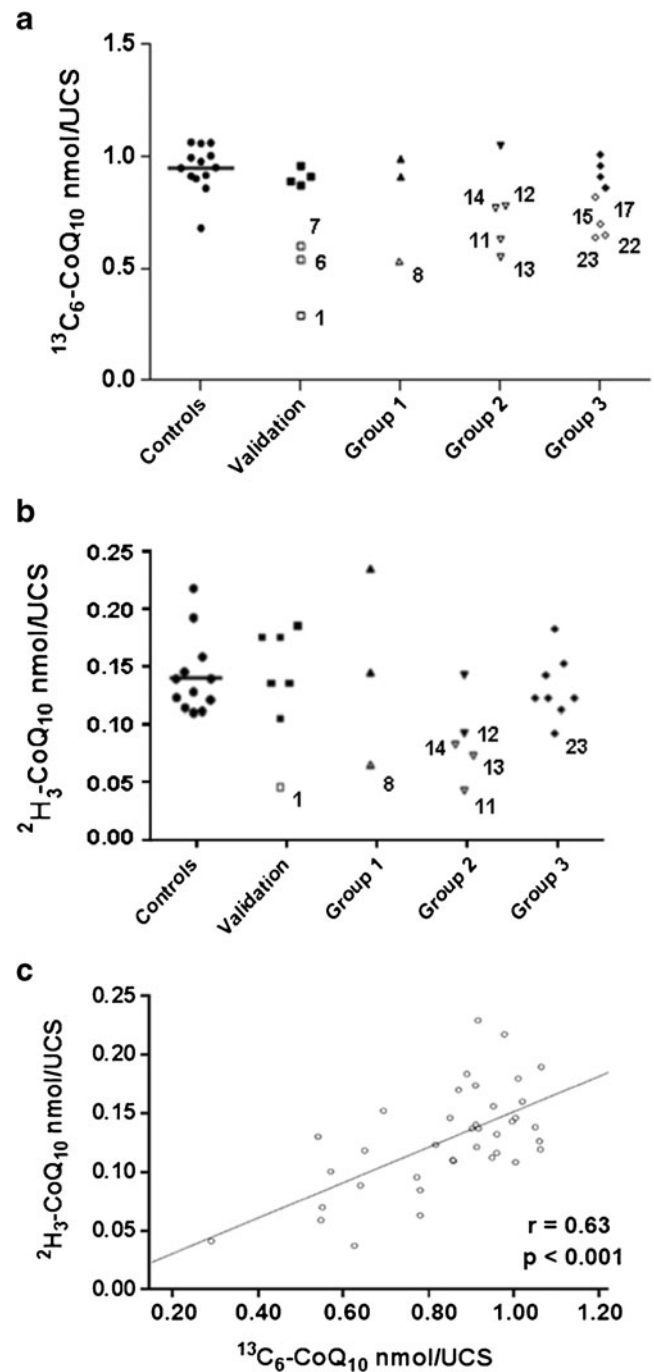 a
¹³C₆-CoQ₁₀ nmol/UCS
1.5
1.0
0.5
0.0
7
6
1
8
14
12
11
13
15
17
23
22
Controls
Validation
Group 1
Group 2
Group 3
b
²H₃-CoQ₁₀ nmol/UCS
0.25
0.20
0.15
0.10
0.05
0.00
1
8
14
12
13
11
23
Controls
Validation
Group 1
Group 2
Group 3
c
²H₃-CoQ₁₀ nmol/UCS
0.25
0.20
0.15
0.10
0.05
0.00
r = 0.63
p < 0.001
0.20 0.40 0.60 0.80 1.00 1.20
¹³C₆-CoQ₁₀ nmol/UCS